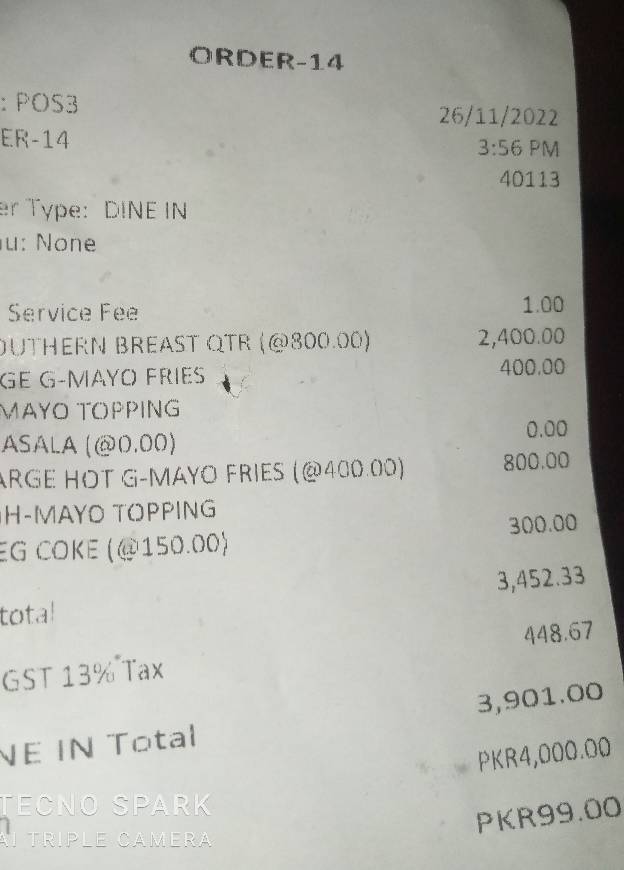 ORDER-14
: POS3
26/11/2022
ER-14
3:56 PM
40113
er Type: DINE IN
nu: None
Service Fee 1.00
OUTHERN BREAST QTR (@800.00) 2,400.00
GE G-MAYO FRIES 400.00
MAYO TOPPING
ASALA (@0.00) 0.00
ARGE HOT G-MAYO FRIES (@400.00) 800.00
H-MAYO TOPPING
EG COKE (@150.00) 300.00
total 3,452.33
GST 13% Tax 448.67
NE IN Total 3,901.00
PKR4,000.00
PKR99.00
TECNO SPARK
AI TRIPLE CAMERA